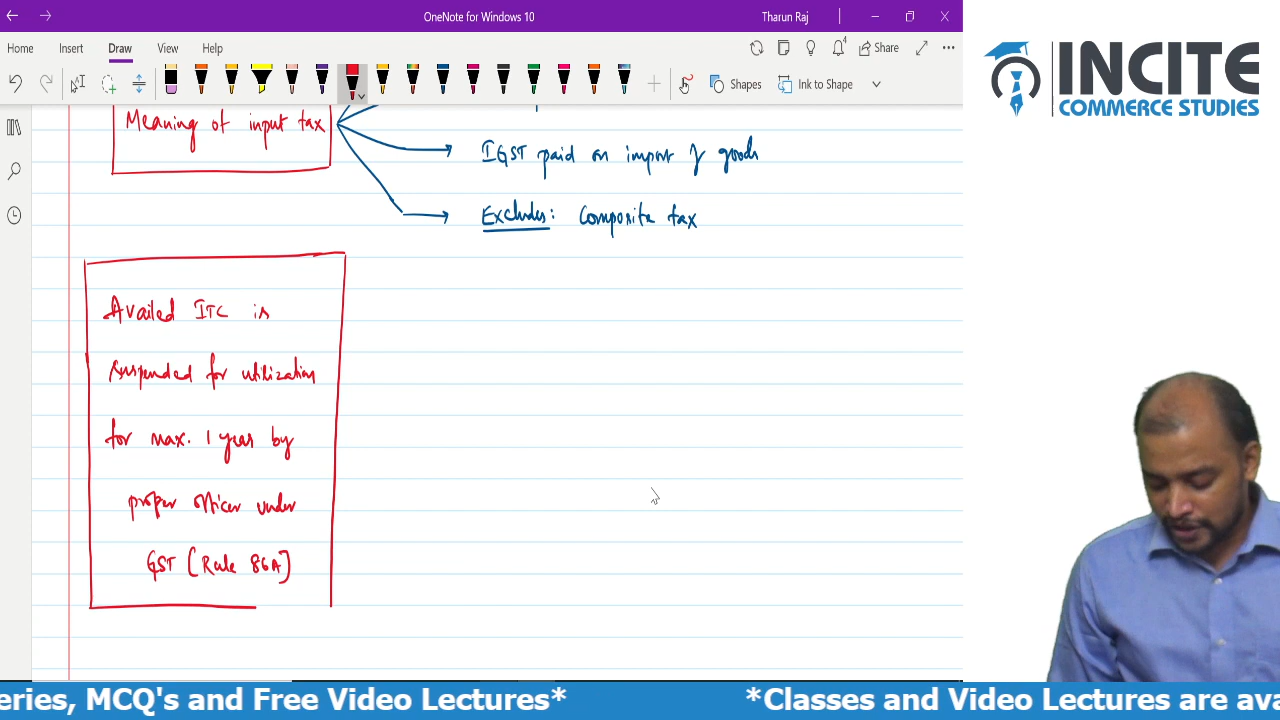 OneNote for Windows 10
Tharun Raj
Home Insert Draw View Help
4
Share
Shapes
Ink to Shape
INCITE
COMMERCE STUDIES
Meaning of input tax
IGST paid on import of goods
Excludes: Composite tax
Availed ITC is
suspended for utilization
for max. 1 year by
proper officer under
GST [Rule 86A]
eries, MCQ's and Free Video Lectures* *Classes and Video Lectures are ava